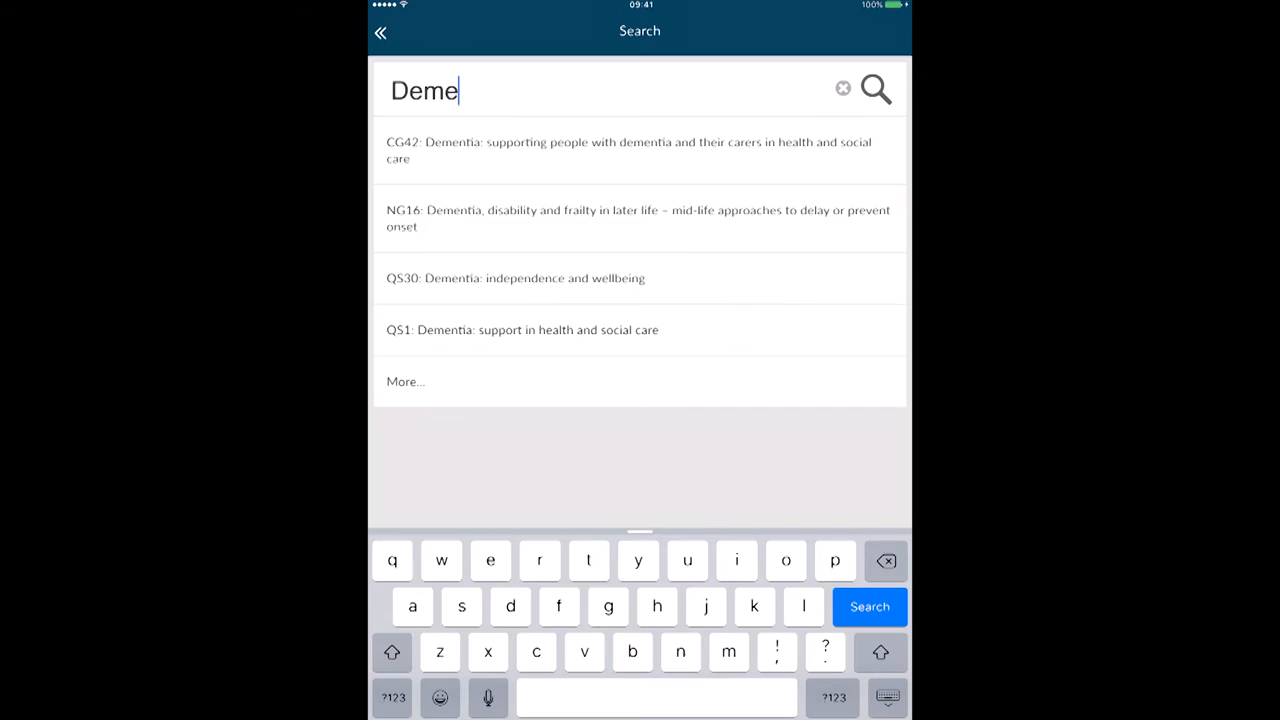 09:41
100%
Search
Deme
CG42: Dementia: supporting people with dementia and their carers in health and social
care
NG16: Dementia, disability and frailty in later life – mid-life approaches to delay or prevent
onset
QS30: Dementia: independence and wellbeing
QS1: Dementia: support in health and social care
More...
q w e r t y u i o p
a s d f g h j k l Search
z x c v b n m ! , ? .
?123 ?123